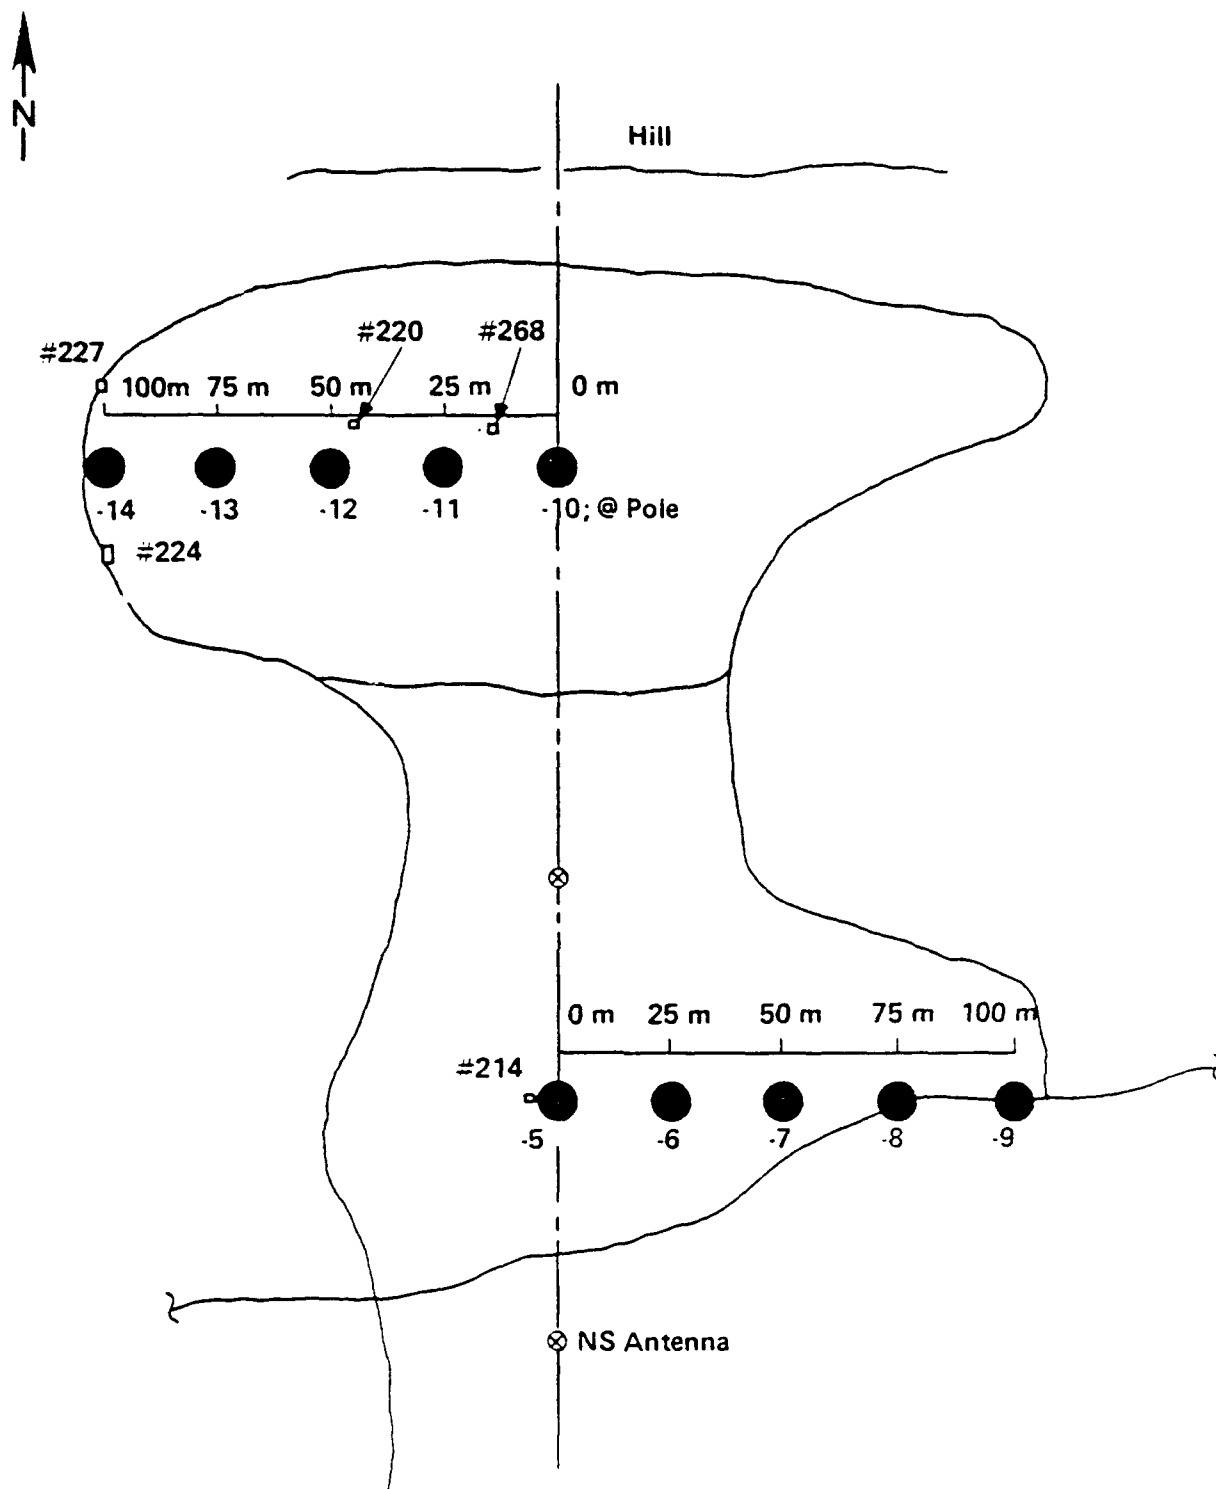 N
Hill
#220 #268
#227
100m 75 m 50 m 25 m 0 m
-14 -13 -12 -11 -10; @ Pole
#224
0 m 25 m 50 m 75 m 100 m
#214
-5 -6 -7 -8 -9
NS Antenna